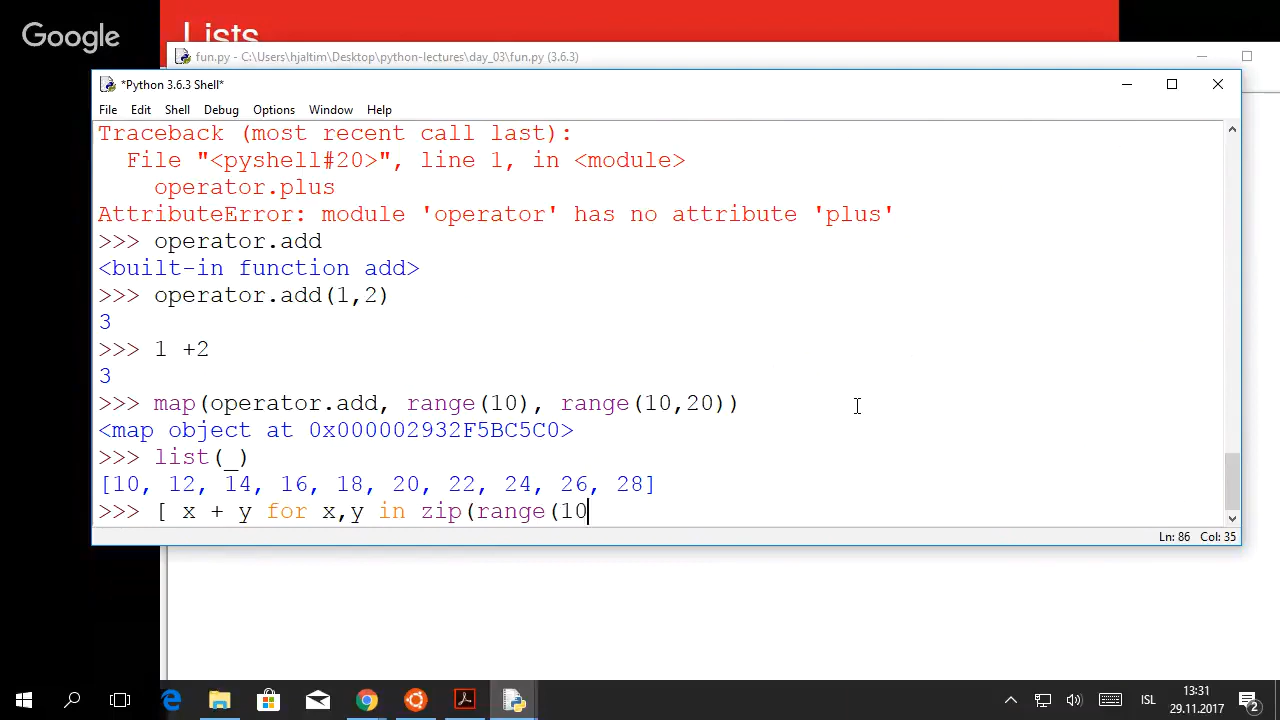 Google
Lists
fun.py - C:\Users\hjaltim\Desktop\python-lectures\day_03\fun.py (3.6.3)
*Python 3.6.3 Shell*
File Edit Shell Debug Options Window Help
Traceback (most recent call last):
  File "<pyshell#20>", line 1, in <module>
    operator.plus
AttributeError: module 'operator' has no attribute 'plus'
>>> operator.add
<built-in function add>
>>> operator.add(1,2)
3
>>> 1 +2
3
>>> map(operator.add, range(10), range(10,20))
<map object at 0x000002932F5BC5C0>
>>> list(_)
[10, 12, 14, 16, 18, 20, 22, 24, 26, 28]
>>> [ x + y for x,y in zip(range(10
Ln: 86 Col: 35
ISL
13:31
29.11.2017
2